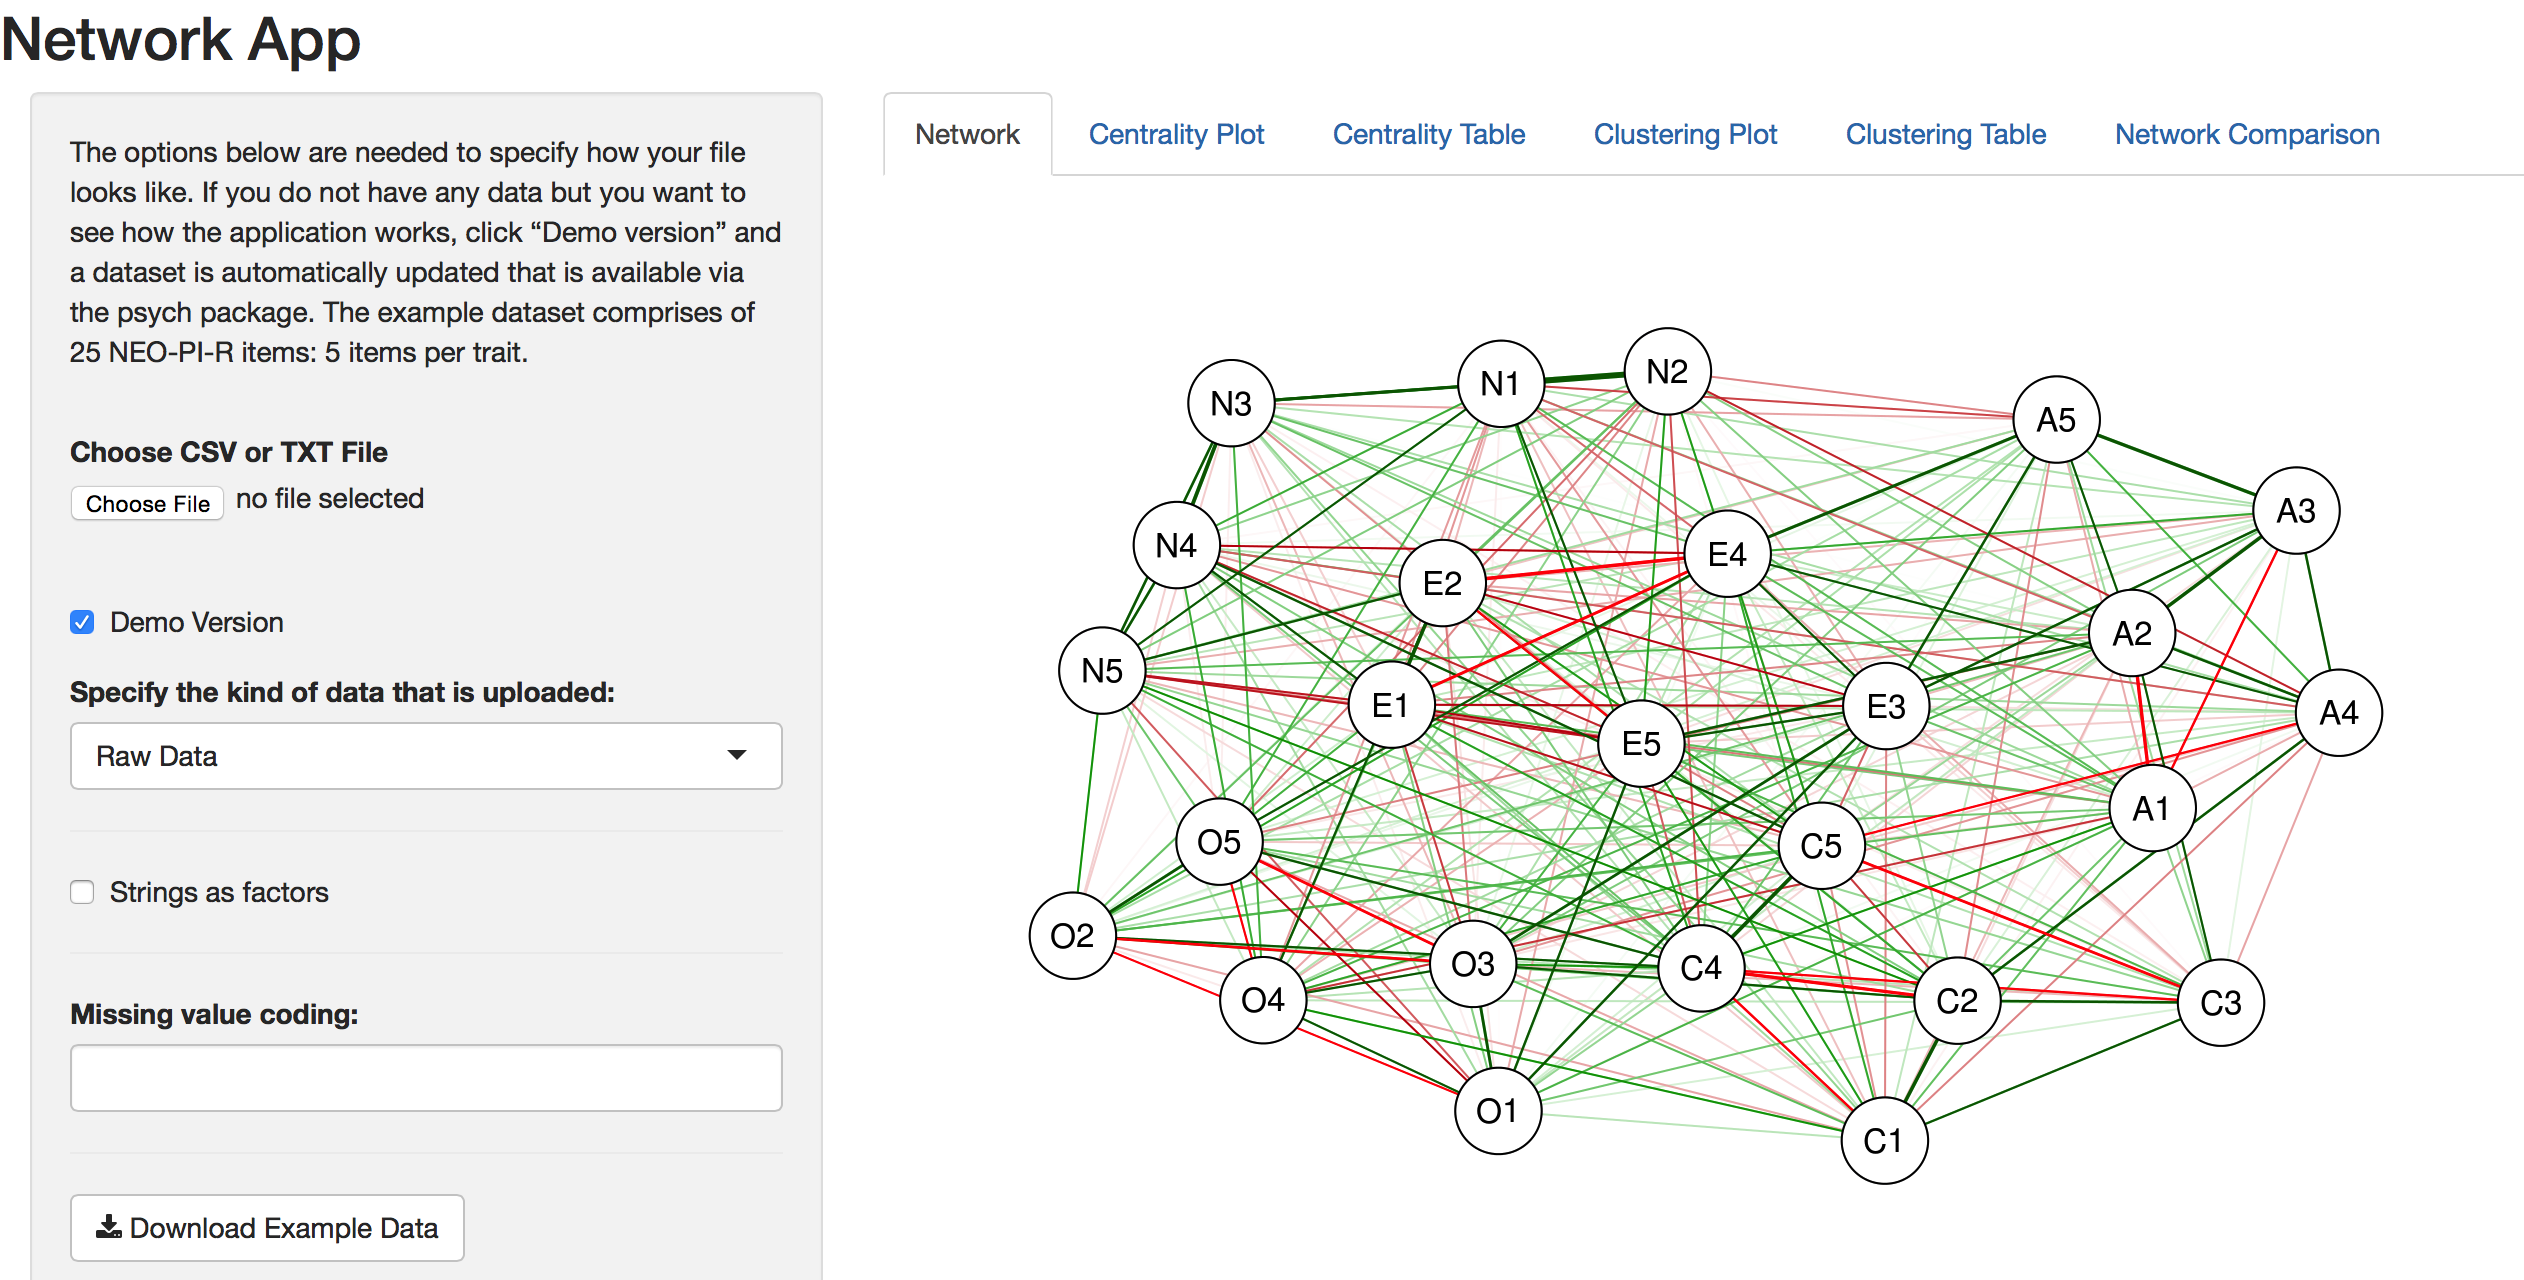 Network App
The options below are needed to specify how your file
looks like. If you do not have any data but you want to
see how the application works, click “Demo version” and
a dataset is automatically updated that is available via
the psych package. The example dataset comprises of
25 NEO-PI-R items: 5 items per trait.
Choose CSV or TXT File
Choose File no file selected
Demo Version
Specify the kind of data that is uploaded:
Raw Data
Strings as factors
Missing value coding:
Download Example Data
Network Centrality Plot Centrality Table Clustering Plot Clustering Table Network Comparison
N2
N1
N3
A5
A3
N4
E4
E2
A2
N5
E1
E3
A4
E5
A1
O5
C5
O2
O3
C4
O4
C2
C3
O1
C1